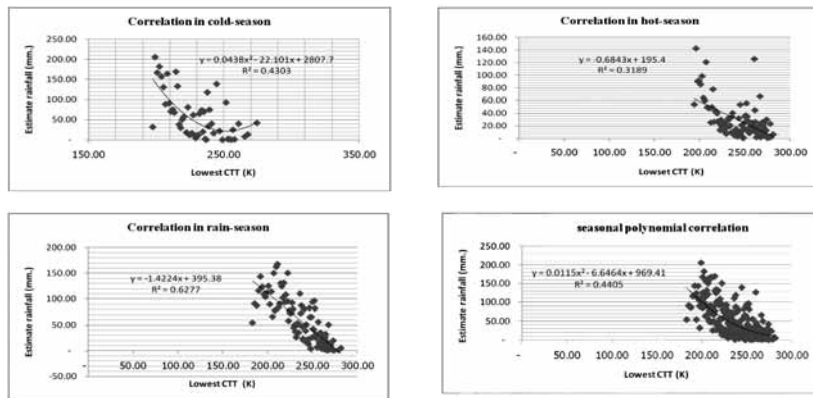 Correlation in cold-season
250.00
200.00
150.00
100.00
50.00
-
Estimate rainfall (mm.)
y = 0.0438x² - 22.101x + 2807.7
R² = 0.4303
150.00 250.00 350.00
Lowest CTT (K)
Correlation in hot-season
160.00
140.00
120.00
100.00
80.00
60.00
40.00
20.00
-
Estimate rainfall (mm.)
y = -0.6843x + 195.4
R² = 0.3189
- 50.00 100.00 150.00 200.00 250.00 300.00
Lowset CTT (K)
Correlation in rain-season
200.00
150.00
100.00
50.00
-
-50.00
Estimate rainfall (mm.)
y = -1.4224x + 395.38
R² = 0.6277
- 100.00 200.00 300.00
Lowest CTT (K)
seasonal polynomial correlation
250.00
200.00
150.00
100.00
50.00
-
Estimate rainfall (mm.)
y = 0.0115x² - 6.6464x + 969.41
R² = 0.4405
- 50.00 100.00 150.00 200.00 250.00 300.00
Lowest CTT (K)